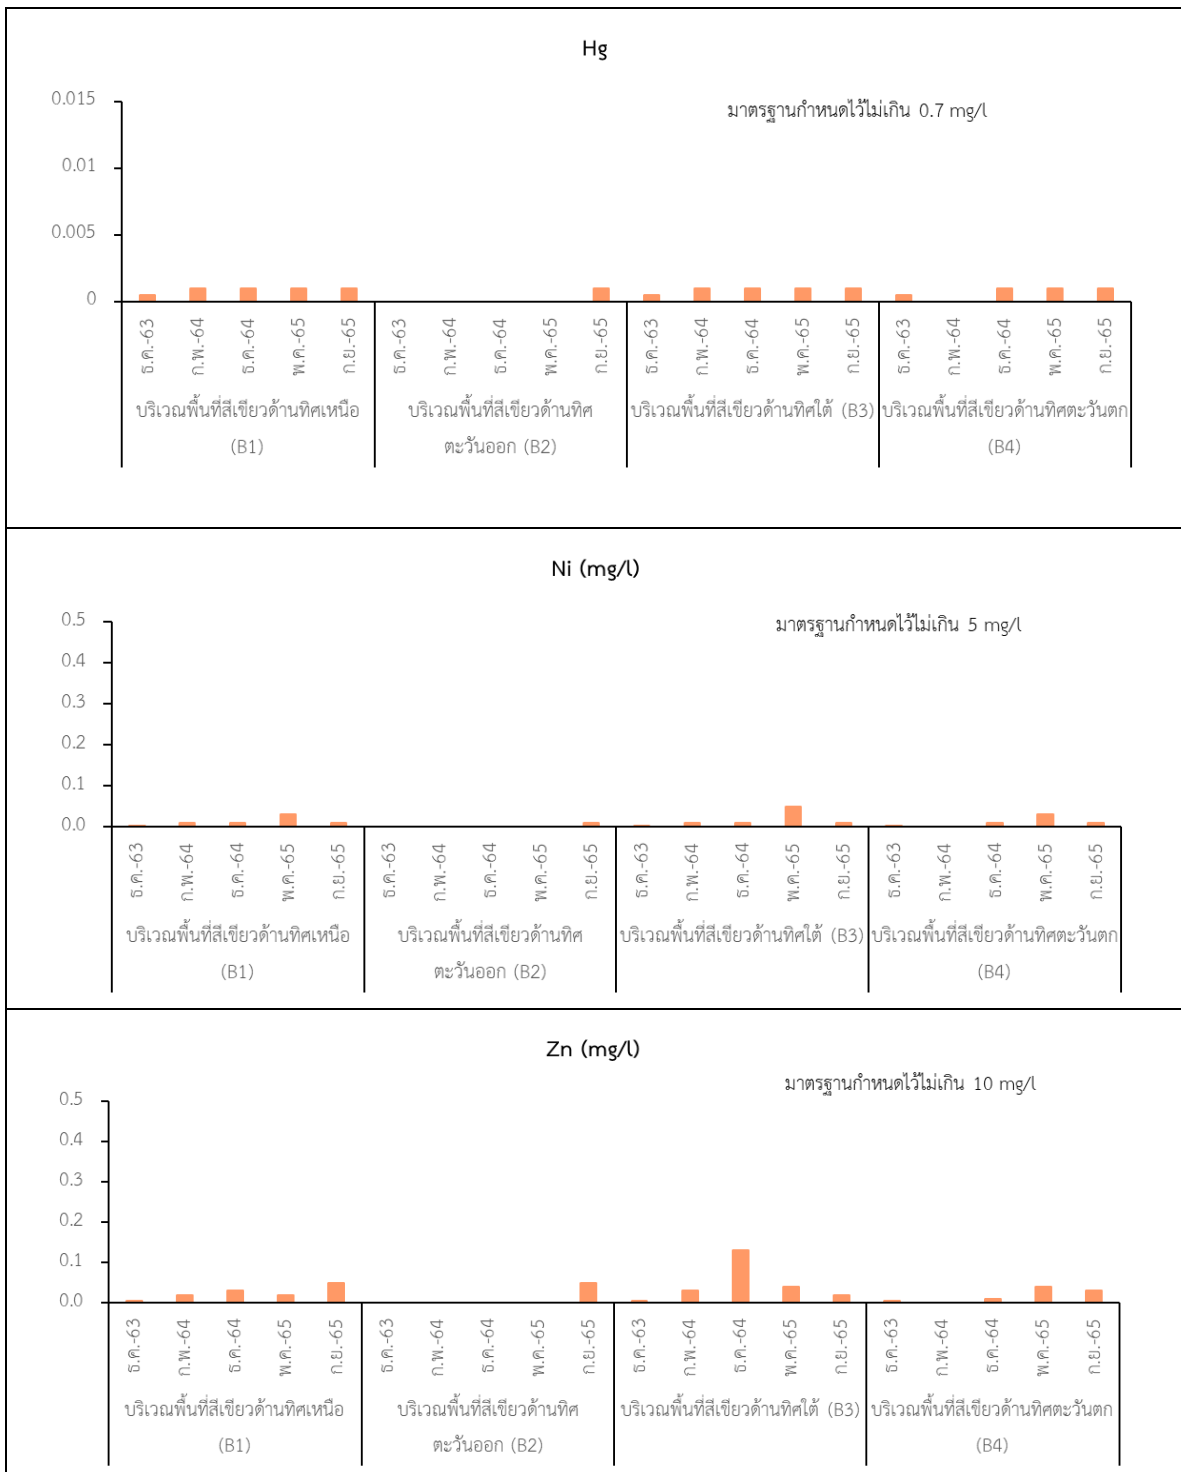 Hg
มาตรฐานกำหนดไว้ไม่เกิน 0.7 mg/l
0.015
0.01
0.005
0
ธ.ค.-63 ก.พ.-64 ธ.ค.-64 พ.ค.-65 ก.ย.-65 ธ.ค.-63 ก.พ.-64 ธ.ค.-64 พ.ค.-65 ก.ย.-65 ธ.ค.-63 ก.พ.-64 ธ.ค.-64 พ.ค.-65 ก.ย.-65 ธ.ค.-63 ก.พ.-64 ธ.ค.-64 พ.ค.-65 ก.ย.-65
บริเวณพื้นที่สีเขียวด้านทิศเหนือ บริเวณพื้นที่สีเขียวด้านทิศ บริเวณพื้นที่สีเขียวด้านทิศใต้ (B3) บริเวณพื้นที่สีเขียวด้านทิศตะวันตก
(B1) ตะวันออก (B2) (B4)
Ni (mg/l)
มาตรฐานกำหนดไว้ไม่เกิน 5 mg/l
0.5
0.4
0.3
0.2
0.1
0.0
ธ.ค.-63 ก.พ.-64 ธ.ค.-64 พ.ค.-65 ก.ย.-65 ธ.ค.-63 ก.พ.-64 ธ.ค.-64 พ.ค.-65 ก.ย.-65 ธ.ค.-63 ก.พ.-64 ธ.ค.-64 พ.ค.-65 ก.ย.-65 ธ.ค.-63 ก.พ.-64 ธ.ค.-64 พ.ค.-65 ก.ย.-65
บริเวณพื้นที่สีเขียวด้านทิศเหนือ บริเวณพื้นที่สีเขียวด้านทิศ บริเวณพื้นที่สีเขียวด้านทิศใต้ (B3) บริเวณพื้นที่สีเขียวด้านทิศตะวันตก
(B1) ตะวันออก (B2) (B4)
Zn (mg/l)
มาตรฐานกำหนดไว้ไม่เกิน 10 mg/l
0.5
0.4
0.3
0.2
0.1
0.0
ธ.ค.-63 ก.พ.-64 ธ.ค.-64 พ.ค.-65 ก.ย.-65 ธ.ค.-63 ก.พ.-64 ธ.ค.-64 พ.ค.-65 ก.ย.-65 ธ.ค.-63 ก.พ.-64 ธ.ค.-64 พ.ค.-65 ก.ย.-65 ธ.ค.-63 ก.พ.-64 ธ.ค.-64 พ.ค.-65 ก.ย.-65
บริเวณพื้นที่สีเขียวด้านทิศเหนือ บริเวณพื้นที่สีเขียวด้านทิศ บริเวณพื้นที่สีเขียวด้านทิศใต้ (B3) บริเวณพื้นที่สีเขียวด้านทิศตะวันตก
(B1) ตะวันออก (B2) (B4)